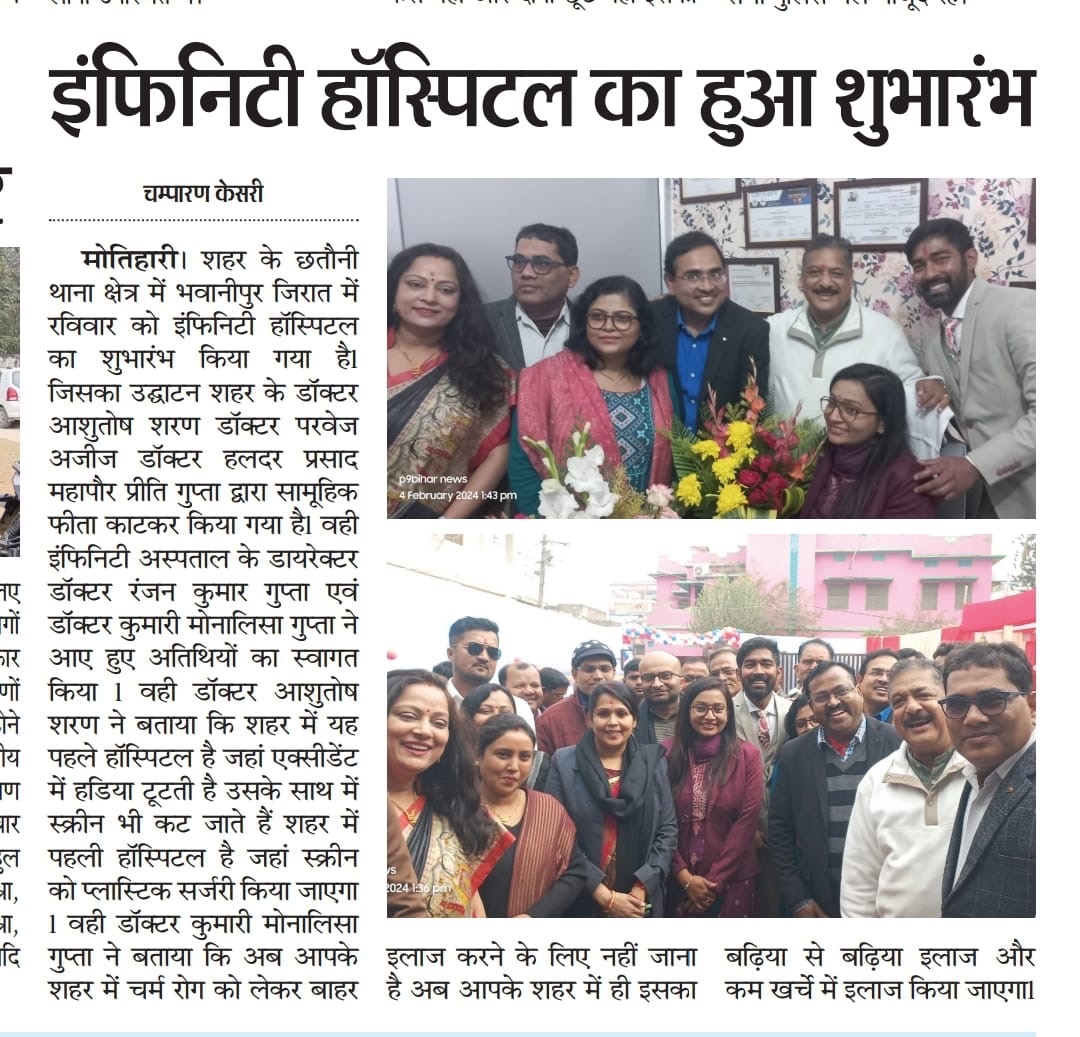 इंफिनिटी हॉस्पिटल का हुआ शुभारंभ
चम्पारण केसरी
मोतिहारी। शहर के छतौनी
थाना क्षेत्र में भवानीपुर जिरात में
रविवार को इंफिनिटी हॉस्पिटल
का शुभारंभ किया गया है।
जिसका उद्घाटन शहर के डॉक्टर
आशुतोष शरण डॉक्टर परवेज
अजीज डॉक्टर हलदर प्रसाद
महापौर प्रीति गुप्ता द्वारा सामूहिक
फीता काटकर किया गया है। वही
इंफिनिटी अस्पताल के डायरेक्टर
डॉक्टर रंजन कुमार गुप्ता एवं
डॉक्टर कुमारी मोनालिसा गुप्ता ने
आए हुए अतिथियों का स्वागत
किया । वही डॉक्टर आशुतोष
शरण ने बताया कि शहर में यह
पहले हॉस्पिटल है जहां एक्सीडेंट
में हडिया टूटती है उसके साथ में
स्क्रीन भी कट जाते हैं शहर में
पहली हॉस्पिटल है जहां स्क्रीन
को प्लास्टिक सर्जरी किया जाएगा
। वही डॉक्टर कुमारी मोनालिसा
गुप्ता ने बताया कि अब आपके
शहर में चर्म रोग को लेकर बाहर
p9bihar news
4 February 2024 1:43 pm
2024 1:36 pm
इलाज करने के लिए नहीं जाना
है अब आपके शहर में ही इसका
बढ़िया से बढ़िया इलाज और
कम खर्चे में इलाज किया जाएगा।